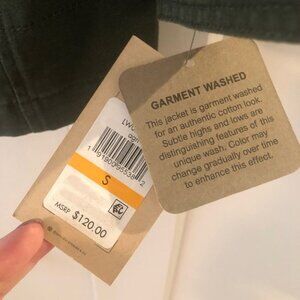 GARMENT WASHED
This jacket is garment washed
for an authentic cotton look.
Subtle highs and lows are
distinguishing features of this
unique wash. Color may
change gradually over time
to enhance this effect.
S
MSRP $120.00